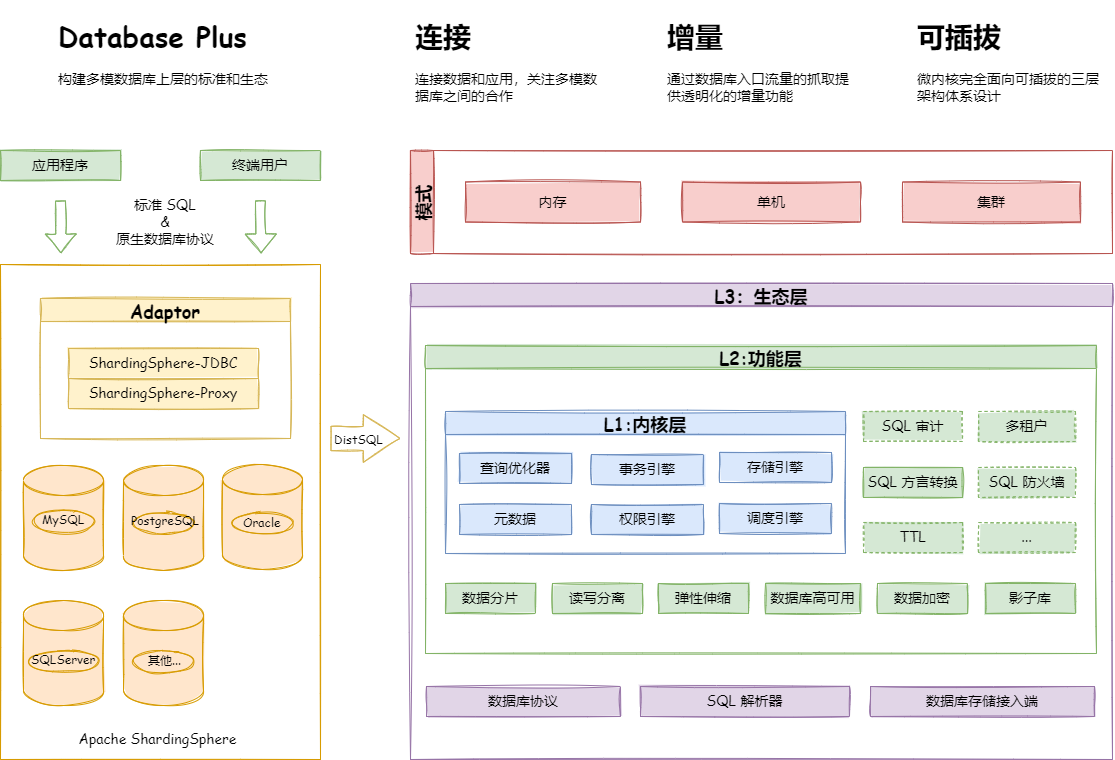 Database Plus
构建多模数据库上层的标准和生态
连接
连接数据和应用，关注多模数
据库之间的合作
增量
通过数据库入口流量的抓取提
供透明化的增量功能
可插拔
微内核完全面向可插拔的三层
架构体系设计
应用程序
终端用户
标准 SQL
&
原生数据库协议
Adaptor
ShardingSphere-JDBC
ShardingSphere-Proxy
MySQL
PostgreSQL
Oracle
SQLServer
其他...
Apache ShardingSphere
DistSQL
模式
内存
单机
集群
L3：生态层
L2:功能层
L1:内核层
查询优化器
事务引擎
存储引擎
元数据
权限引擎
调度引擎
SQL 审计
多租户
SQL 方言转换
SQL 防火墙
TTL
...
数据分片
读写分离
弹性伸缩
数据库高可用
数据加密
影子库
数据库协议
SQL 解析器
数据库存储接入端